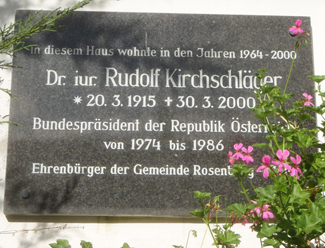 In diesem Haus wohnte in den Jahren 1964-2000
Dr. iur. Rudolf Kirchschläger
* 20. 3. 1915 + 30. 3. 2000
Bundespräsident der Republik
von 1974 bis 1986
Ehrenbürger der Gemeinde